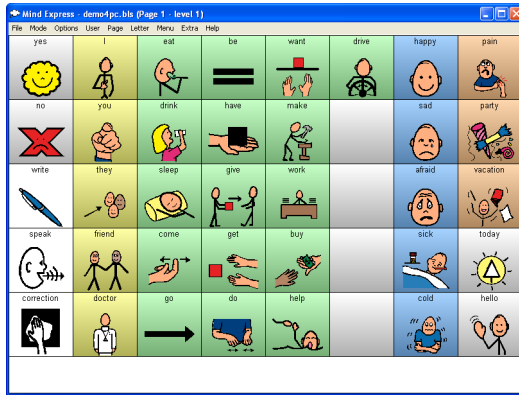 Mind Express - demo4pc.bls (Page 1 - level 1)
File Mode Options User Page Letter Menu Extra Help
yes I eat be want drive happy pain
no you drink have make sad party
write they sleep give work afraid vacation
speak friend come get buy sick today
correction doctor go do help cold hello